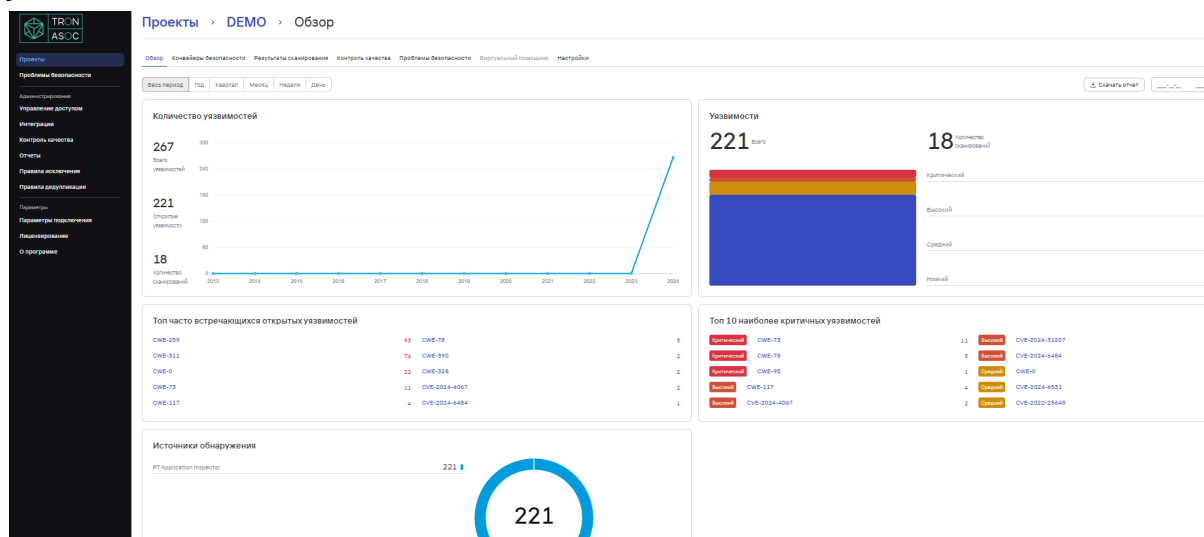 TRON
ASOC
Проекты › DEMO › Обзор
Проекты
Проблемы безопасности
Администрирование
Управление доступом
Интеграции
Контроль качества
Отчеты
Правила исключения
Правила дедупликации
Параметры
Параметры подключения
Лицензирование
О программе
Обзор Конвейеры безопасности Результаты сканирования Контроль качества Проблемы безопасности Виртуальный помощник Настройки
Весь период Год Квартал Месяц Неделя День
Скачать отчет
Количество уязвимостей
267
Всего
уязвимостей
221
Открытые
уязвимости
18
Количество
сканирований
300
240
180
120
60
0
2013 2014 2015 2016 2017 2018 2019 2020 2021 2022 2023 2024
Уязвимости
221 Всего
18 Количество
сканирований
Критический
Высокий
Средний
Низкий
Топ часто встречающихся открытых уязвимостей
CWE-259 93 CWE-78 3
CWE-311 76 CWE-390 2
CWE-0 22 CWE-328 2
CWE-73 11 CVE-2024-4067 2
CWE-117 4 CVE-2024-6484 1
Топ 10 наиболее критичных уязвимостей
Критический CWE-73 11 Высокий CVE-2024-31207
Критический CWE-78 3 Высокий CVE-2024-6484
Критический CWE-95 1 Средний CWE-0
Высокий CWE-117 4 Средний CVE-2024-6531
Высокий CVE-2024-4067 2 Средний CVE-2022-25645
Источники обнаружения
PT Application Inspector 221
221